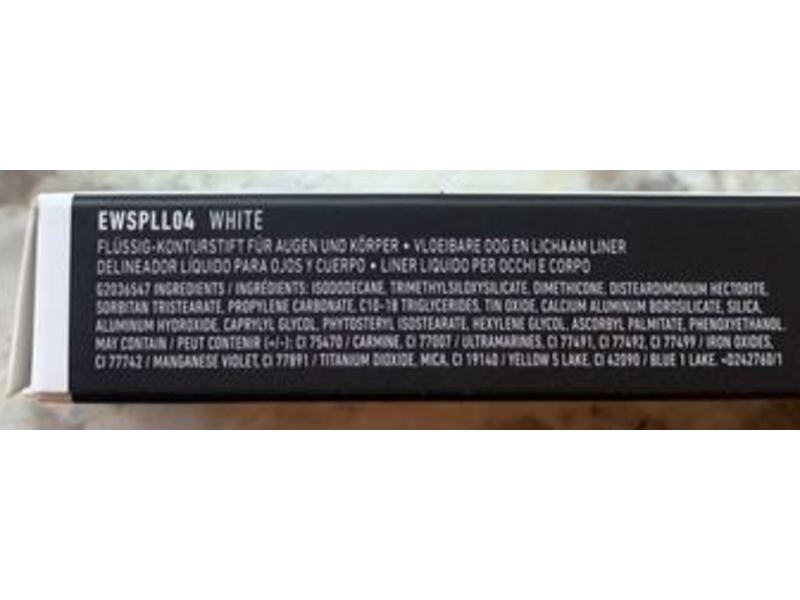 EWSPLL04 WHITE
FLÜSSIG-KONTURSTIFT FÜR AUGEN UND KÖRPER • VLOEIBARE OOG EN LICHAAM LINER
DELINEADOR LÍQUIDO PARA OJOS Y CUERPO • LINER LIQUIDO PER OCCHI E CORPO
G2036547 INGREDIENTS / INGRÉDIENTS: ISODODECANE, TRIMETHYLSILOXYSILICATE, DIMETHICONE, DISTEARDIMONIUM HECTORITE,
SORBITAN TRISTEARATE, PROPYLENE CARBONATE, C10-18 TRIGLYCERIDES, TIN OXIDE, CALCIUM ALUMINUM BOROSILICATE, SILICA,
ALUMINUM HYDROXIDE, CAPRYLYL GLYCOL, PHYTOSTERYL ISOSTEARATE, HEXYLENE GLYCOL, ASCORBYL PALMITATE, PHENOXYETHANOL.
MAY CONTAIN / PEUT CONTENIR (+/-): CI 75470 / CARMINE, CI 77007 / ULTRAMARINES, CI 77491, CI 77492, CI 77499 / IRON OXIDES,
CI 77742 / MANGANESE VIOLET, CI 77891 / TITANIUM DIOXIDE, MICA, CI 19140 / YELLOW 5 LAKE, CI 42090 / BLUE 1 LAKE. <D242760/1